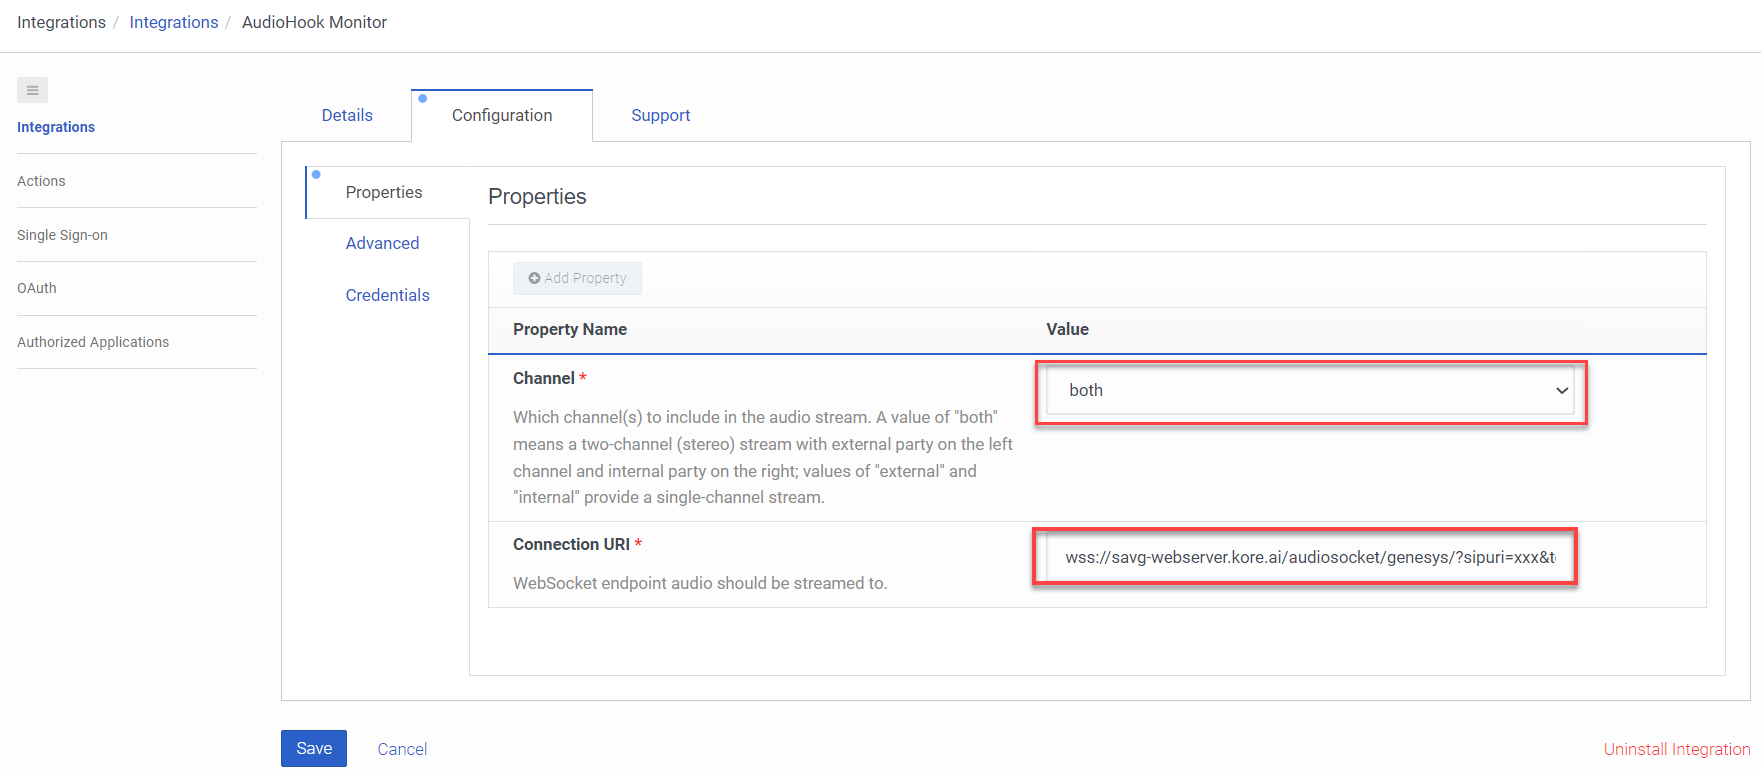 Integrations / Integrations / AudioHook Monitor
Integrations
Actions
Single Sign-on
OAuth
Authorized Applications
Details
Configuration
Support
Properties
Advanced
Credentials
Properties
Add Property
Property Name
Value
Channel *
both
Which channel(s) to include in the audio stream. A value of "both"
means a two-channel (stereo) stream with external party on the left
channel and internal party on the right; values of "external" and
"internal" provide a single-channel stream.
Connection URI *
wss://savg-webserver.kore.ai/audiosocket/genesys/?sipuri=xxx&t
WebSocket endpoint audio should be streamed to.
Save
Cancel
Uninstall Integration